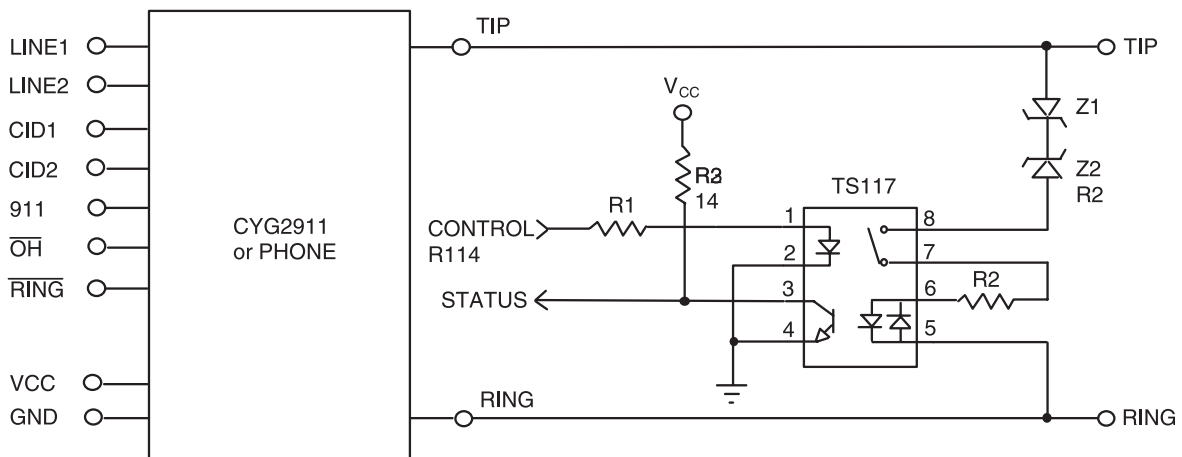 LINE1
LINE2
CID1
CID2
911
OH
RING
VCC
GND
CYG2911
or PHONE
TIP
TIP
VCC
14
R1
CONTROL
R114
STATUS
TS117
1
2
3
4
8
7
6
5
R2
Z1
Z2
R2
RING
RING